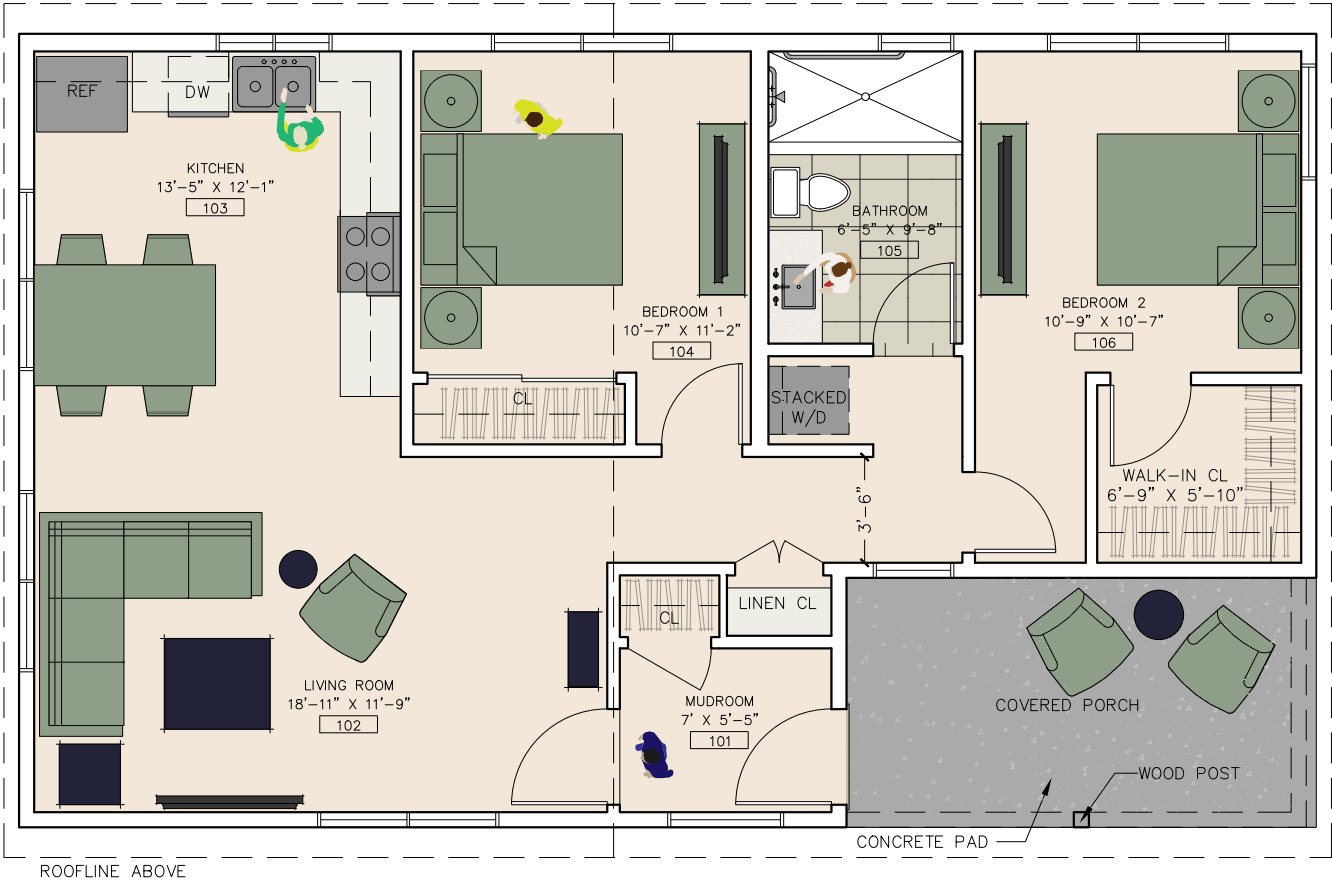 REF
DW
KITCHEN
13'-5" X 12'-1"
103
BEDROOM 1
10'-7" X 11'-2"
104
CL
BATHROOM
6'-5" X 9'-8"
105
STACKED
W/D
BEDROOM 2
10'-9" X 10'-7"
106
WALK-IN CL
6'-9" X 5'-10"
3'-6"
LINEN CL
CL
LIVING ROOM
18'-11" X 11'-9"
102
MUDROOM
7' X 5'-5"
101
COVERED PORCH
WOOD POST
CONCRETE PAD
ROOFLINE ABOVE